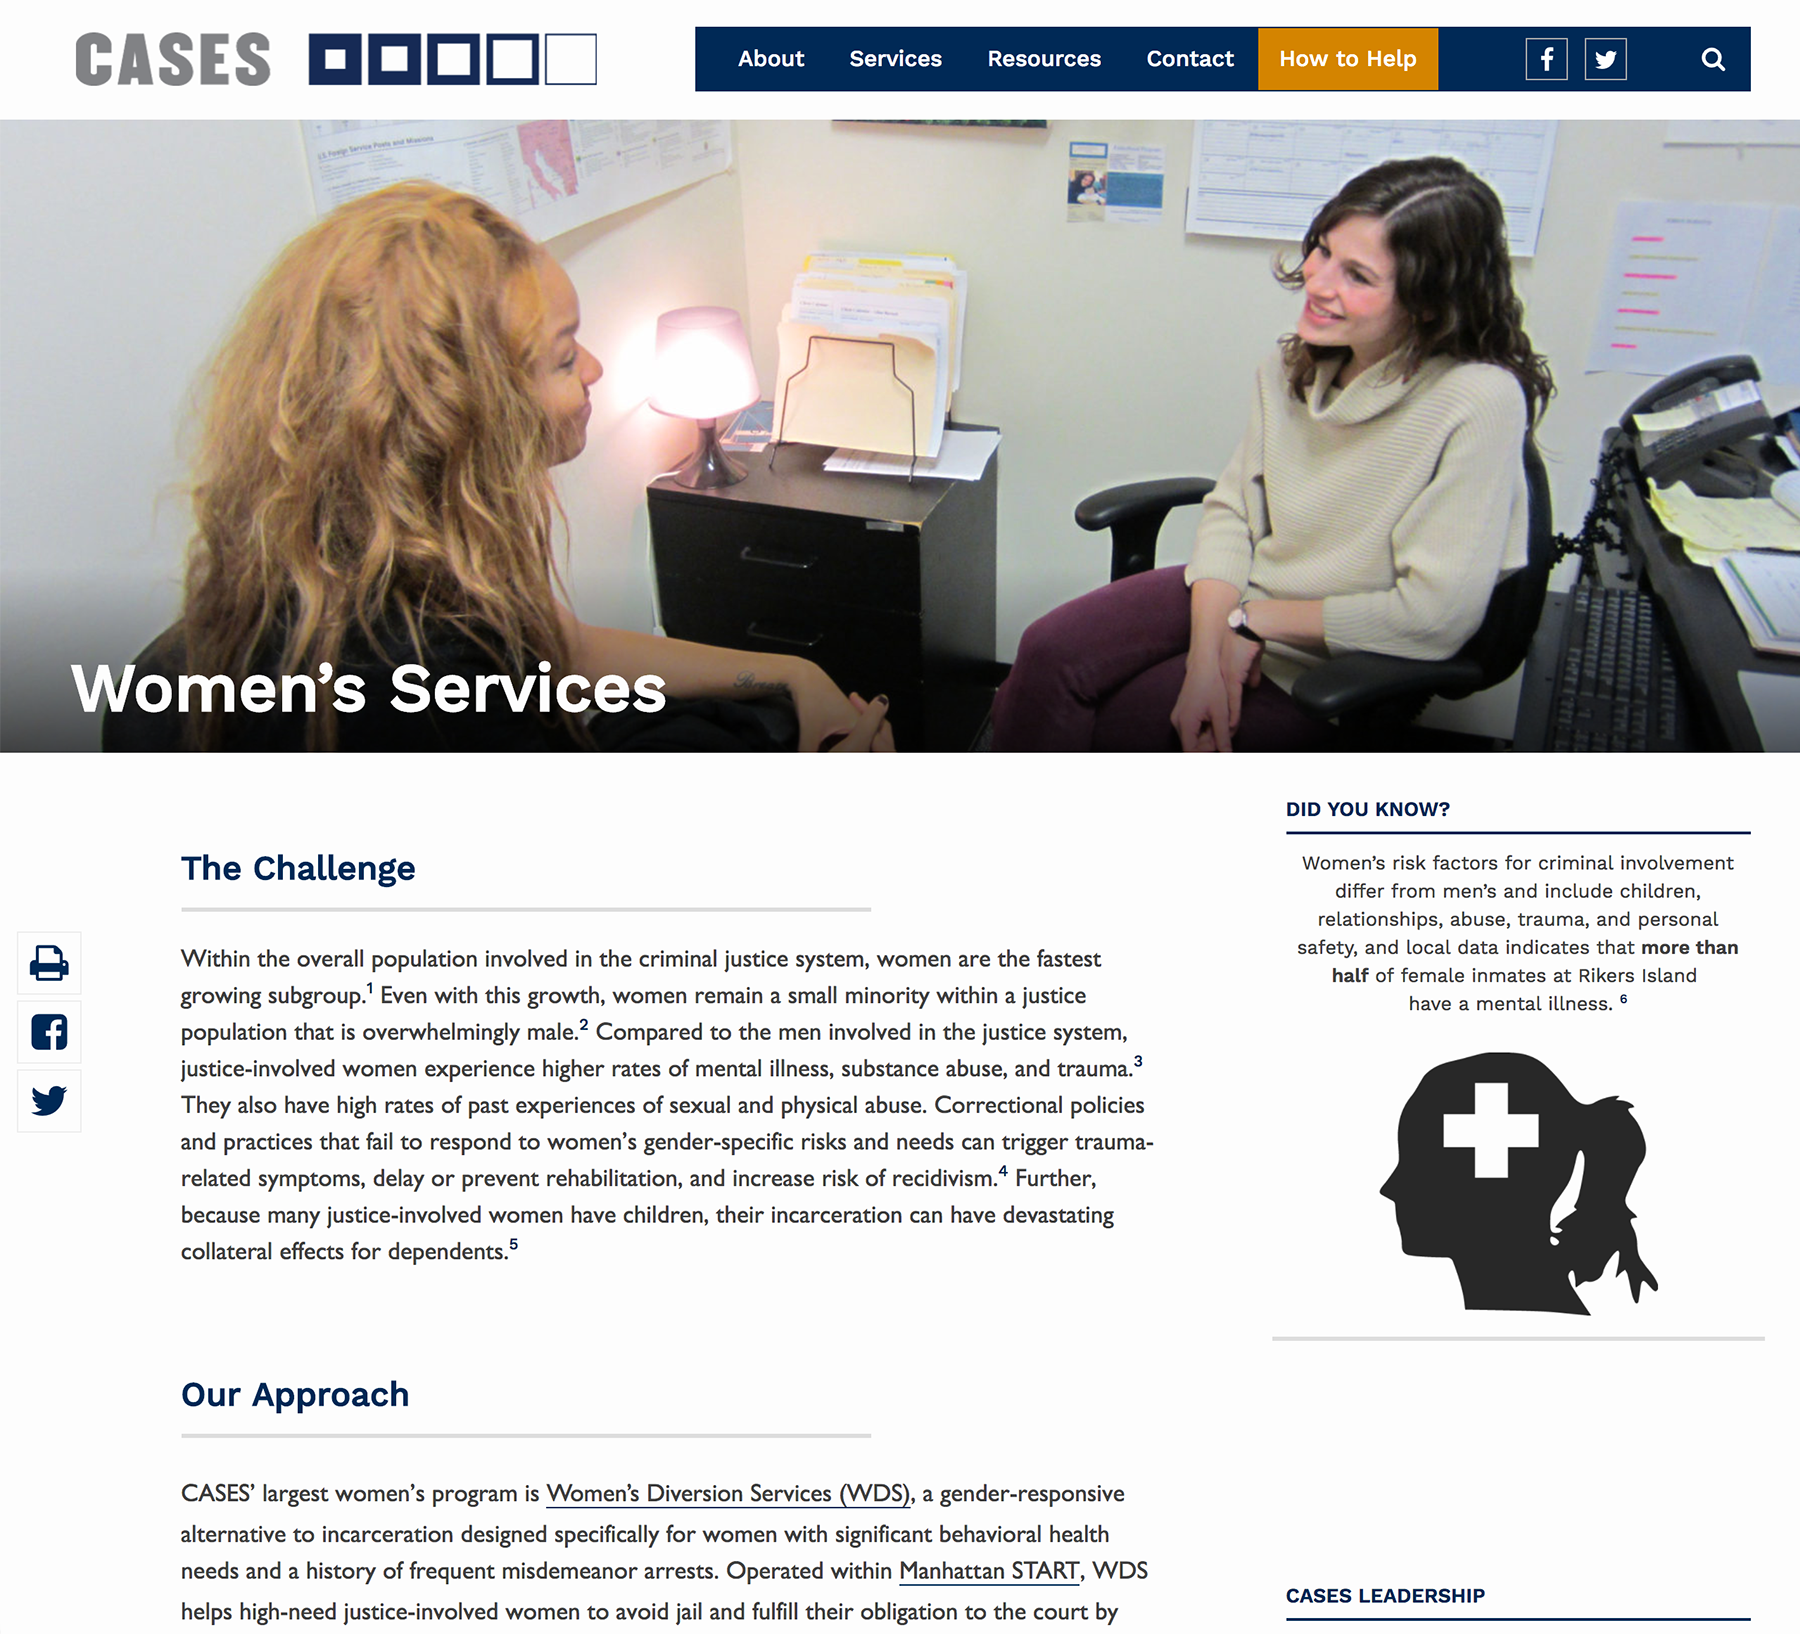 CASES
About Services Resources Contact How to Help
U.S. Foreign Service Posts and Missions
Women's Services
The Challenge
Within the overall population involved in the criminal justice system, women are the fastest
growing subgroup.1 Even with this growth, women remain a small minority within a justice
population that is overwhelmingly male.2 Compared to the men involved in the justice system,
justice-involved women experience higher rates of mental illness, substance abuse, and trauma.3
They also have high rates of past experiences of sexual and physical abuse. Correctional policies
and practices that fail to respond to women's gender-specific risks and needs can trigger trauma-
related symptoms, delay or prevent rehabilitation, and increase risk of recidivism.4 Further,
because many justice-involved women have children, their incarceration can have devastating
collateral effects for dependents.5
Our Approach
CASES' largest women's program is Women's Diversion Services (WDS), a gender-responsive
alternative to incarceration designed specifically for women with significant behavioral health
needs and a history of frequent misdemeanor arrests. Operated within Manhattan START, WDS
helps high-need justice-involved women to avoid jail and fulfill their obligation to the court by
DID YOU KNOW?
Women's risk factors for criminal involvement
differ from men's and include children,
relationships, abuse, trauma, and personal
safety, and local data indicates that more than
half of female inmates at Rikers Island
have a mental illness. 6
CASES LEADERSHIP